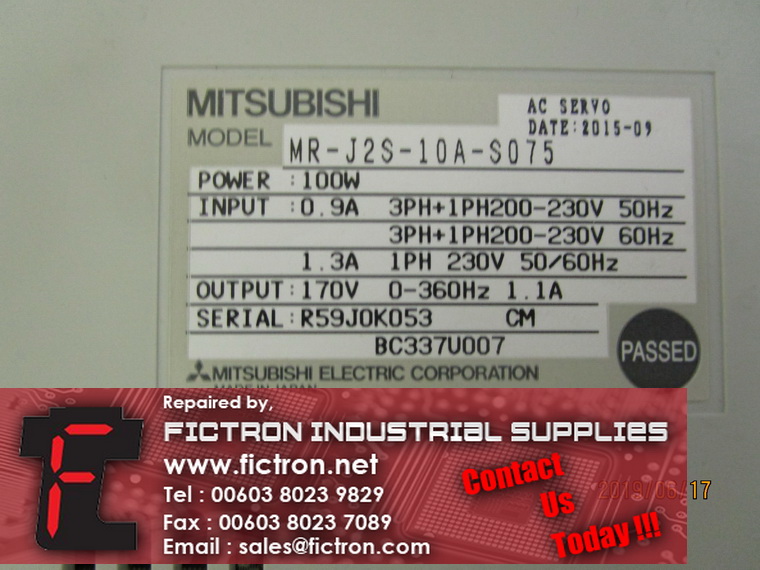 MITSUBISHI
AC SERVO
DATE:2015-09
MODEL MR-J2S-10A-S075
POWER :100W
INPUT :0.9A 3PH+1PH200-230V 50Hz
3PH+1PH200-230V 60Hz
1.3A 1PH 230V 50/60Hz
OUTPUT:170V 0-360Hz 1.1A
SERIAL:R59J0K053 CM
BC337U007
PASSED
MITSUBISHI ELECTRIC CORPORATION
MADE IN JAPAN
Repaired by,
FICTRON INDUSTRIAL SUPPLIES
www.fictron.net
Tel : 00603 8023 9829
Fax : 00603 8023 7089
Email : sales@fictron.com
Contact
Us
Today !!!
2019/06/17